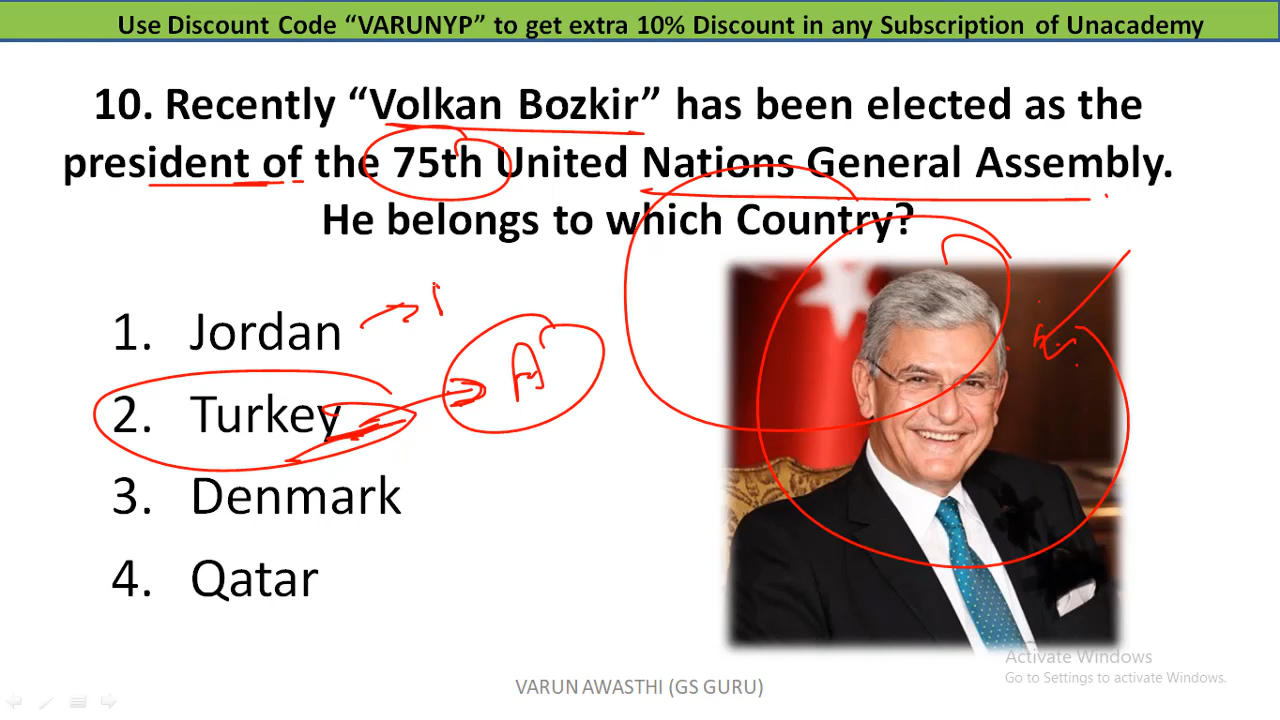 Use Discount Code “VARUNYP” to get extra 10% Discount in any Subscription of Unacademy
10. Recently “Volkan Bozkir” has been elected as the
president of the 75th United Nations General Assembly.
He belongs to which Country?
1. Jordan
2. Turkey
A
3. Denmark
4. Qatar
Activate Windows
Go to Settings to activate Windows.
VARUN AWASTHI (GS GURU)